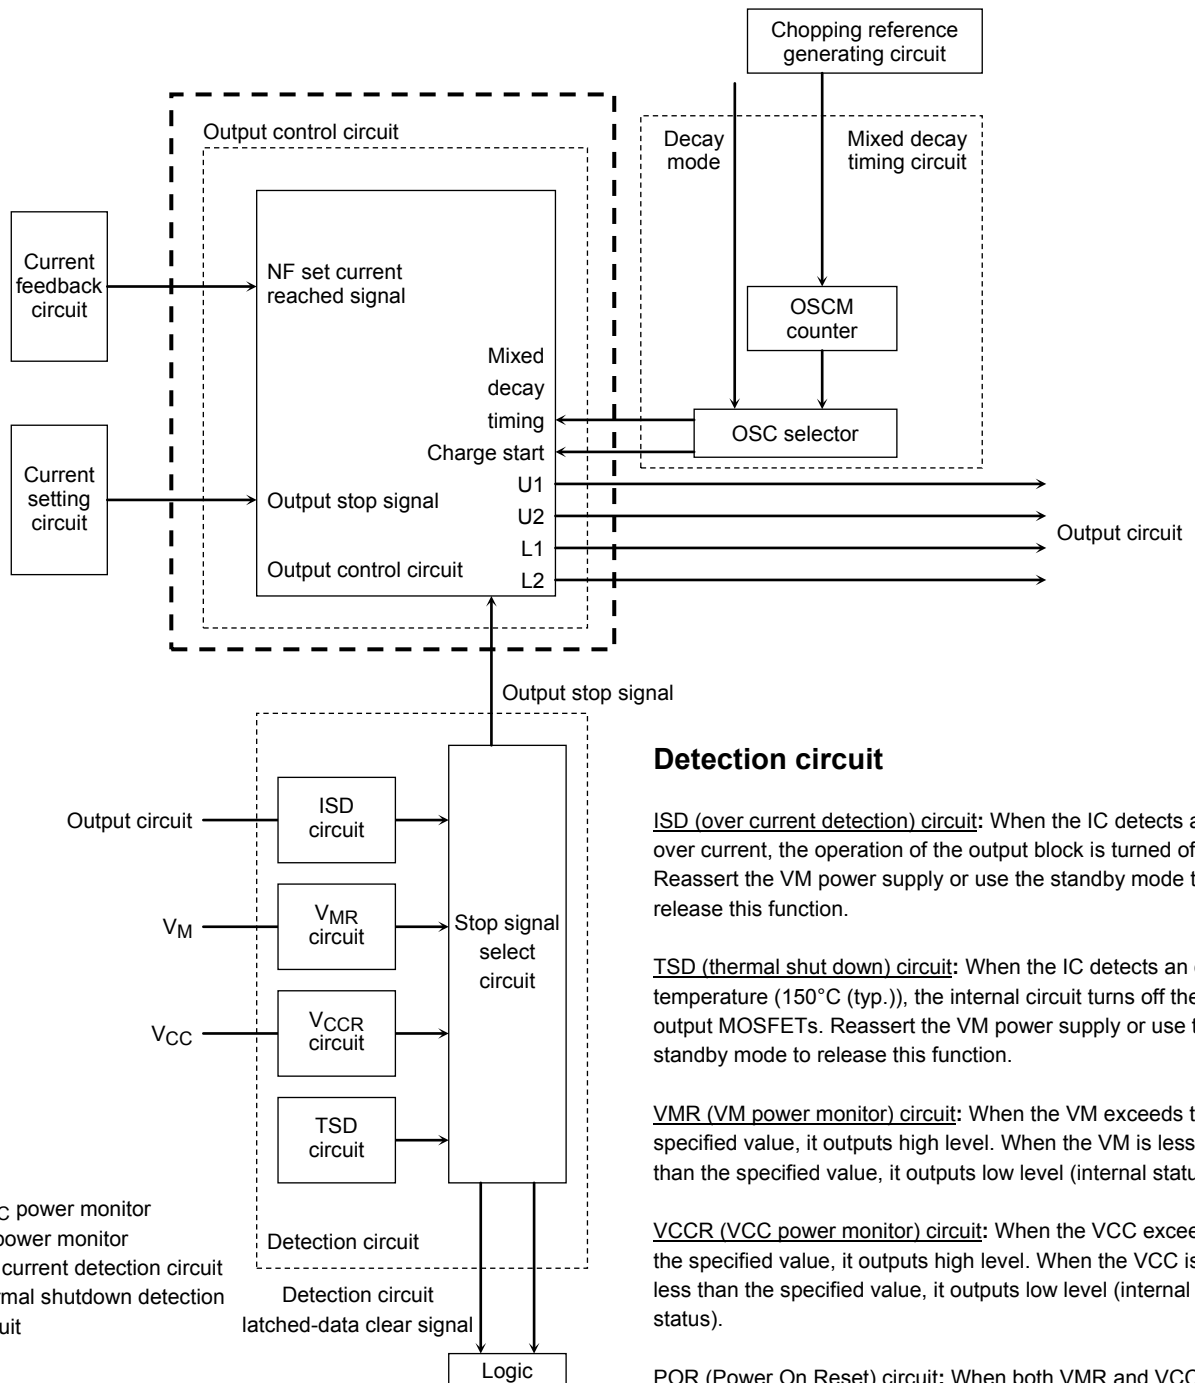 Chopping reference
generating circuit
Output control circuit
Decay
mode
Mixed decay
timing circuit
Current
feedback
circuit
NF set current
reached signal
OSCM
counter
Mixed
decay
timing
OSC selector
Charge start
Current
setting
circuit
Output stop signal
U1
U2
L1
L2
Output circuit
Output control circuit
Output stop signal
Output circuit
ISD
circuit
VM
VMR
circuit
Stop signal
select
circuit
VCC
VCCR
circuit
TSD
circuit
Detection circuit
C power monitor
power monitor
current detection circuit
shutdown detection
Detection circuit
latched-data clear signal
Logic
Detection circuit
ISD (over current detection) circuit: When the IC detects
over current, the operation of the output block is turned
Reassert the VM power supply or use the standby mode
release this function.
TSD (thermal shut down) circuit: When the IC detects an
temperature (150°C (typ.)), the internal circuit turns off the
output MOSFETs. Reassert the VM power supply or use
standby mode to release this function.
VMR (VM power monitor) circuit: When the VM exceeds
specified value, it outputs high level. When the VM is less
than the specified value, it outputs low level (internal
VCCR (VCC power monitor) circuit: When the VCC
the specified value, it outputs high level. When the VCC is
less than the specified value, it outputs low level (internal
status).
POR (Power On Reset) circuit: When both VMR and